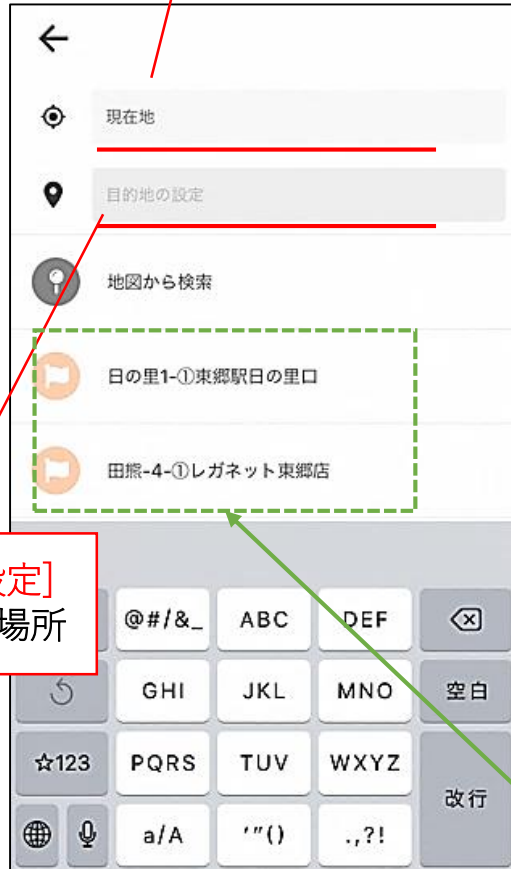 現在地
目的地の設定
地図から検索
日の里1-①東郷駅日の里口
田熊-4-①レガネット東郷店
設定]
場所
@#/&_
ABC
DEF
GHI
JKL
MNO
空白
☆123
PQRS
TUV
WXYZ
改行
a/A
'"()
.,?!